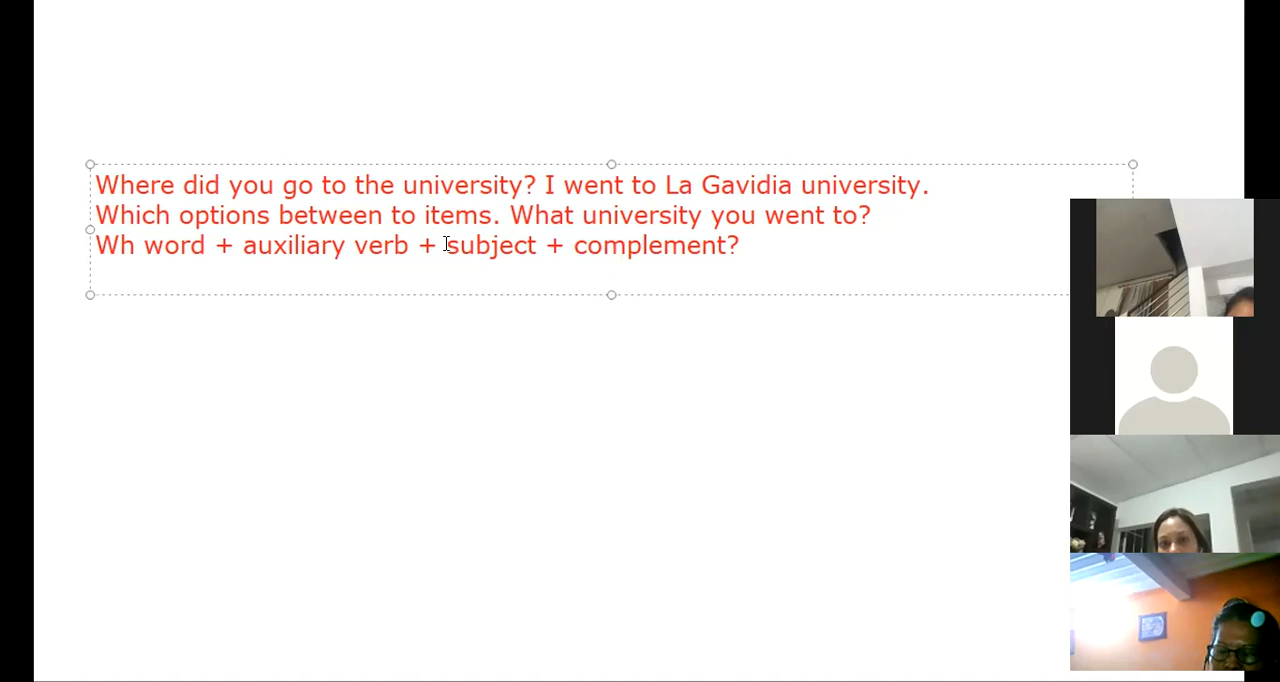 Where did you go to the university? I went to La Gavidia university.
Which options between to items. What university you went to?
Wh word + auxiliary verb + subject + complement?